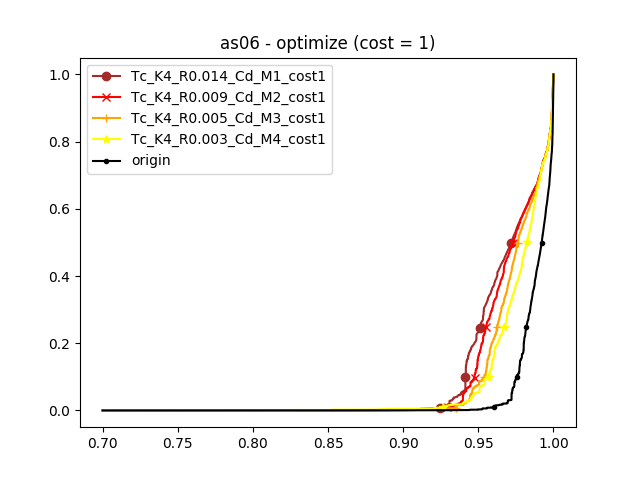 as06 - optimize (cost = 1)
Tc_K4_R0.014_Cd_M1_cost1
Tc_K4_R0.009_Cd_M2_cost1
Tc_K4_R0.005_Cd_M3_cost1
Tc_K4_R0.003_Cd_M4_cost1
origin
1.0
0.8
0.6
0.4
0.2
0.0
0.70 0.75 0.80 0.85 0.90 0.95 1.00